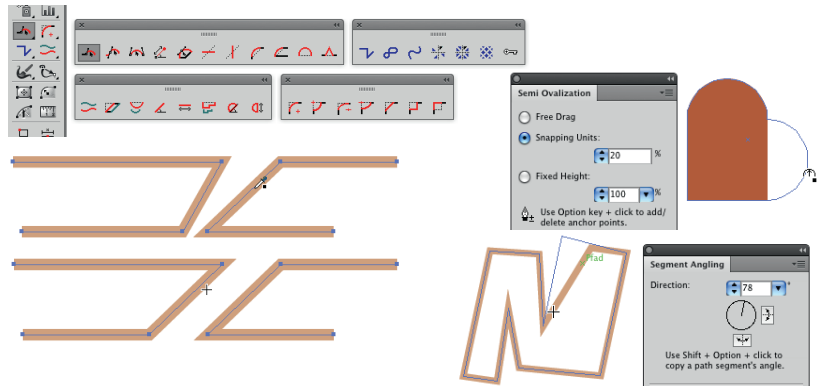 Semi Ovalization
Free Drag
Snapping Units:
20 %
Fixed Height:
100 %
Use Option key + click to add/
delete anchor points.
Segment Angling
Direction:
78 °
Use Shift + Option + click to
copy a path segment's angle.